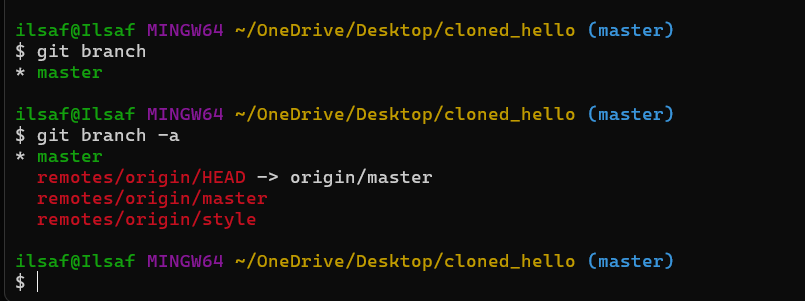 ilsaf@Ilsaf MINGW64 ~/OneDrive/Desktop/cloned_hello (master)
$ git branch
* master
ilsaf@Ilsaf MINGW64 ~/OneDrive/Desktop/cloned_hello (master)
$ git branch -a
* master
  remotes/origin/HEAD -> origin/master
  remotes/origin/master
  remotes/origin/style
ilsaf@Ilsaf MINGW64 ~/OneDrive/Desktop/cloned_hello (master)
$